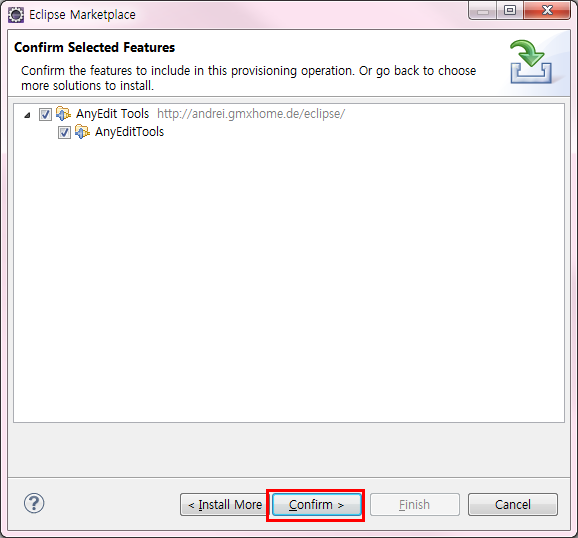 Eclipse Marketplace
Confirm Selected Features
Confirm the features to include in this provisioning operation. Or go back to choose
more solutions to install.
AnyEdit Tools http://andrei.gmxhome.de/eclipse/
AnyEditTools
< Install More Confirm > Finish Cancel